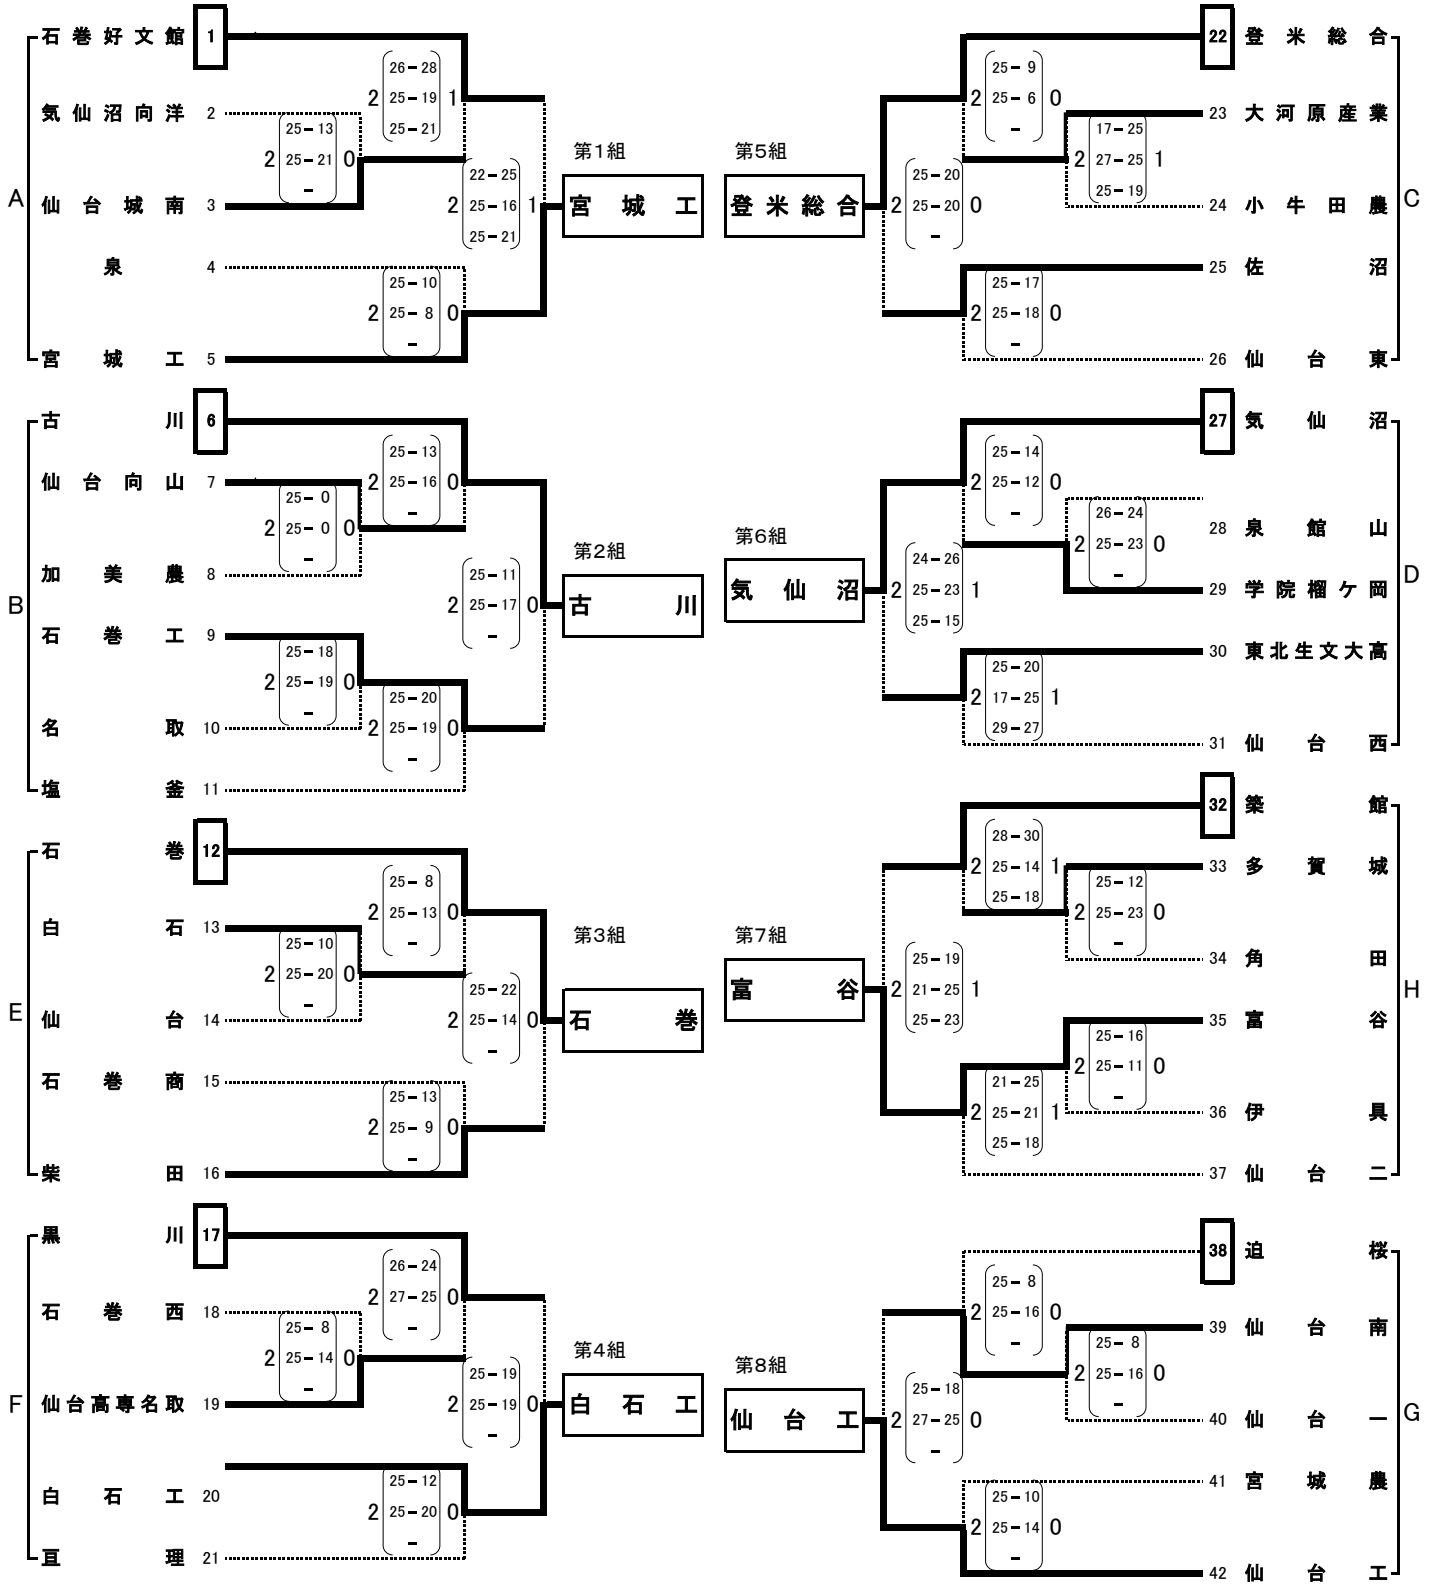 A
石巻好文館 1
26-28
2 25-19 1
25-21
気仙沼向洋 2
25-13
2 25-21 0
-
仙台城南 3
22-25
2 25-16 1
25-21
泉 4
25-10
2 25-8 0
-
宮城工 5
第1組
宮城工
B
古川 6
25-13
2 25-16 0
-
仙台向山 7
25-0
2 25-0 0
-
加美農 8
25-11
2 25-17 0
-
石巻工 9
25-18
2 25-19 0
-
名取 10
25-20
2 25-19 0
-
塩釜 11
第2組
古川
E
石巻 12
25-8
2 25-13 0
-
白石 13
25-10
2 25-20 0
-
仙台 14
25-22
2 25-14 0
-
石巻商 15
25-13
2 25-9 0
-
柴田 16
第3組
石巻
F
黒川 17
26-24
2 27-25 0
-
石巻西 18
25-8
2 25-14 0
-
仙台高専名取 19
25-19
2 25-19 0
-
白石工 20
25-12
2 25-20 0
-
亘理 21
第4組
白石工
第5組
登米総合
C
22 登米総合
25-9
2 25-6 0
-
23 大河原産業
17-25
2 27-25 1
25-19
24 小牛田農
25-20
2 25-20 0
-
25 佐沼
25-17
2 25-18 0
-
26 仙台東
第6組
気仙沼
D
27 気仙沼
25-14
2 25-12 0
-
28 泉館山
26-24
2 25-23 0
-
29 学院榴ケ岡
24-26
2 25-23 1
25-15
30 東北生文大高
25-20
2 17-25 1
29-27
31 仙台西
第7組
富谷
H
32 築館
28-30
2 25-14 1
25-18
33 多賀城
25-12
2 25-23 0
-
34 角田
25-19
2 21-25 1
25-23
35 富谷
25-16
2 25-11 0
-
36 伊具
21-25
2 25-21 1
25-18
37 仙台二
第8組
仙台工
G
38 迫桜
25-8
2 25-16 0
-
39 仙台南
25-8
2 25-16 0
-
40 仙台一
25-18
2 27-25 0
-
41 宮城農
25-10
2 25-14 0
-
42 仙台工